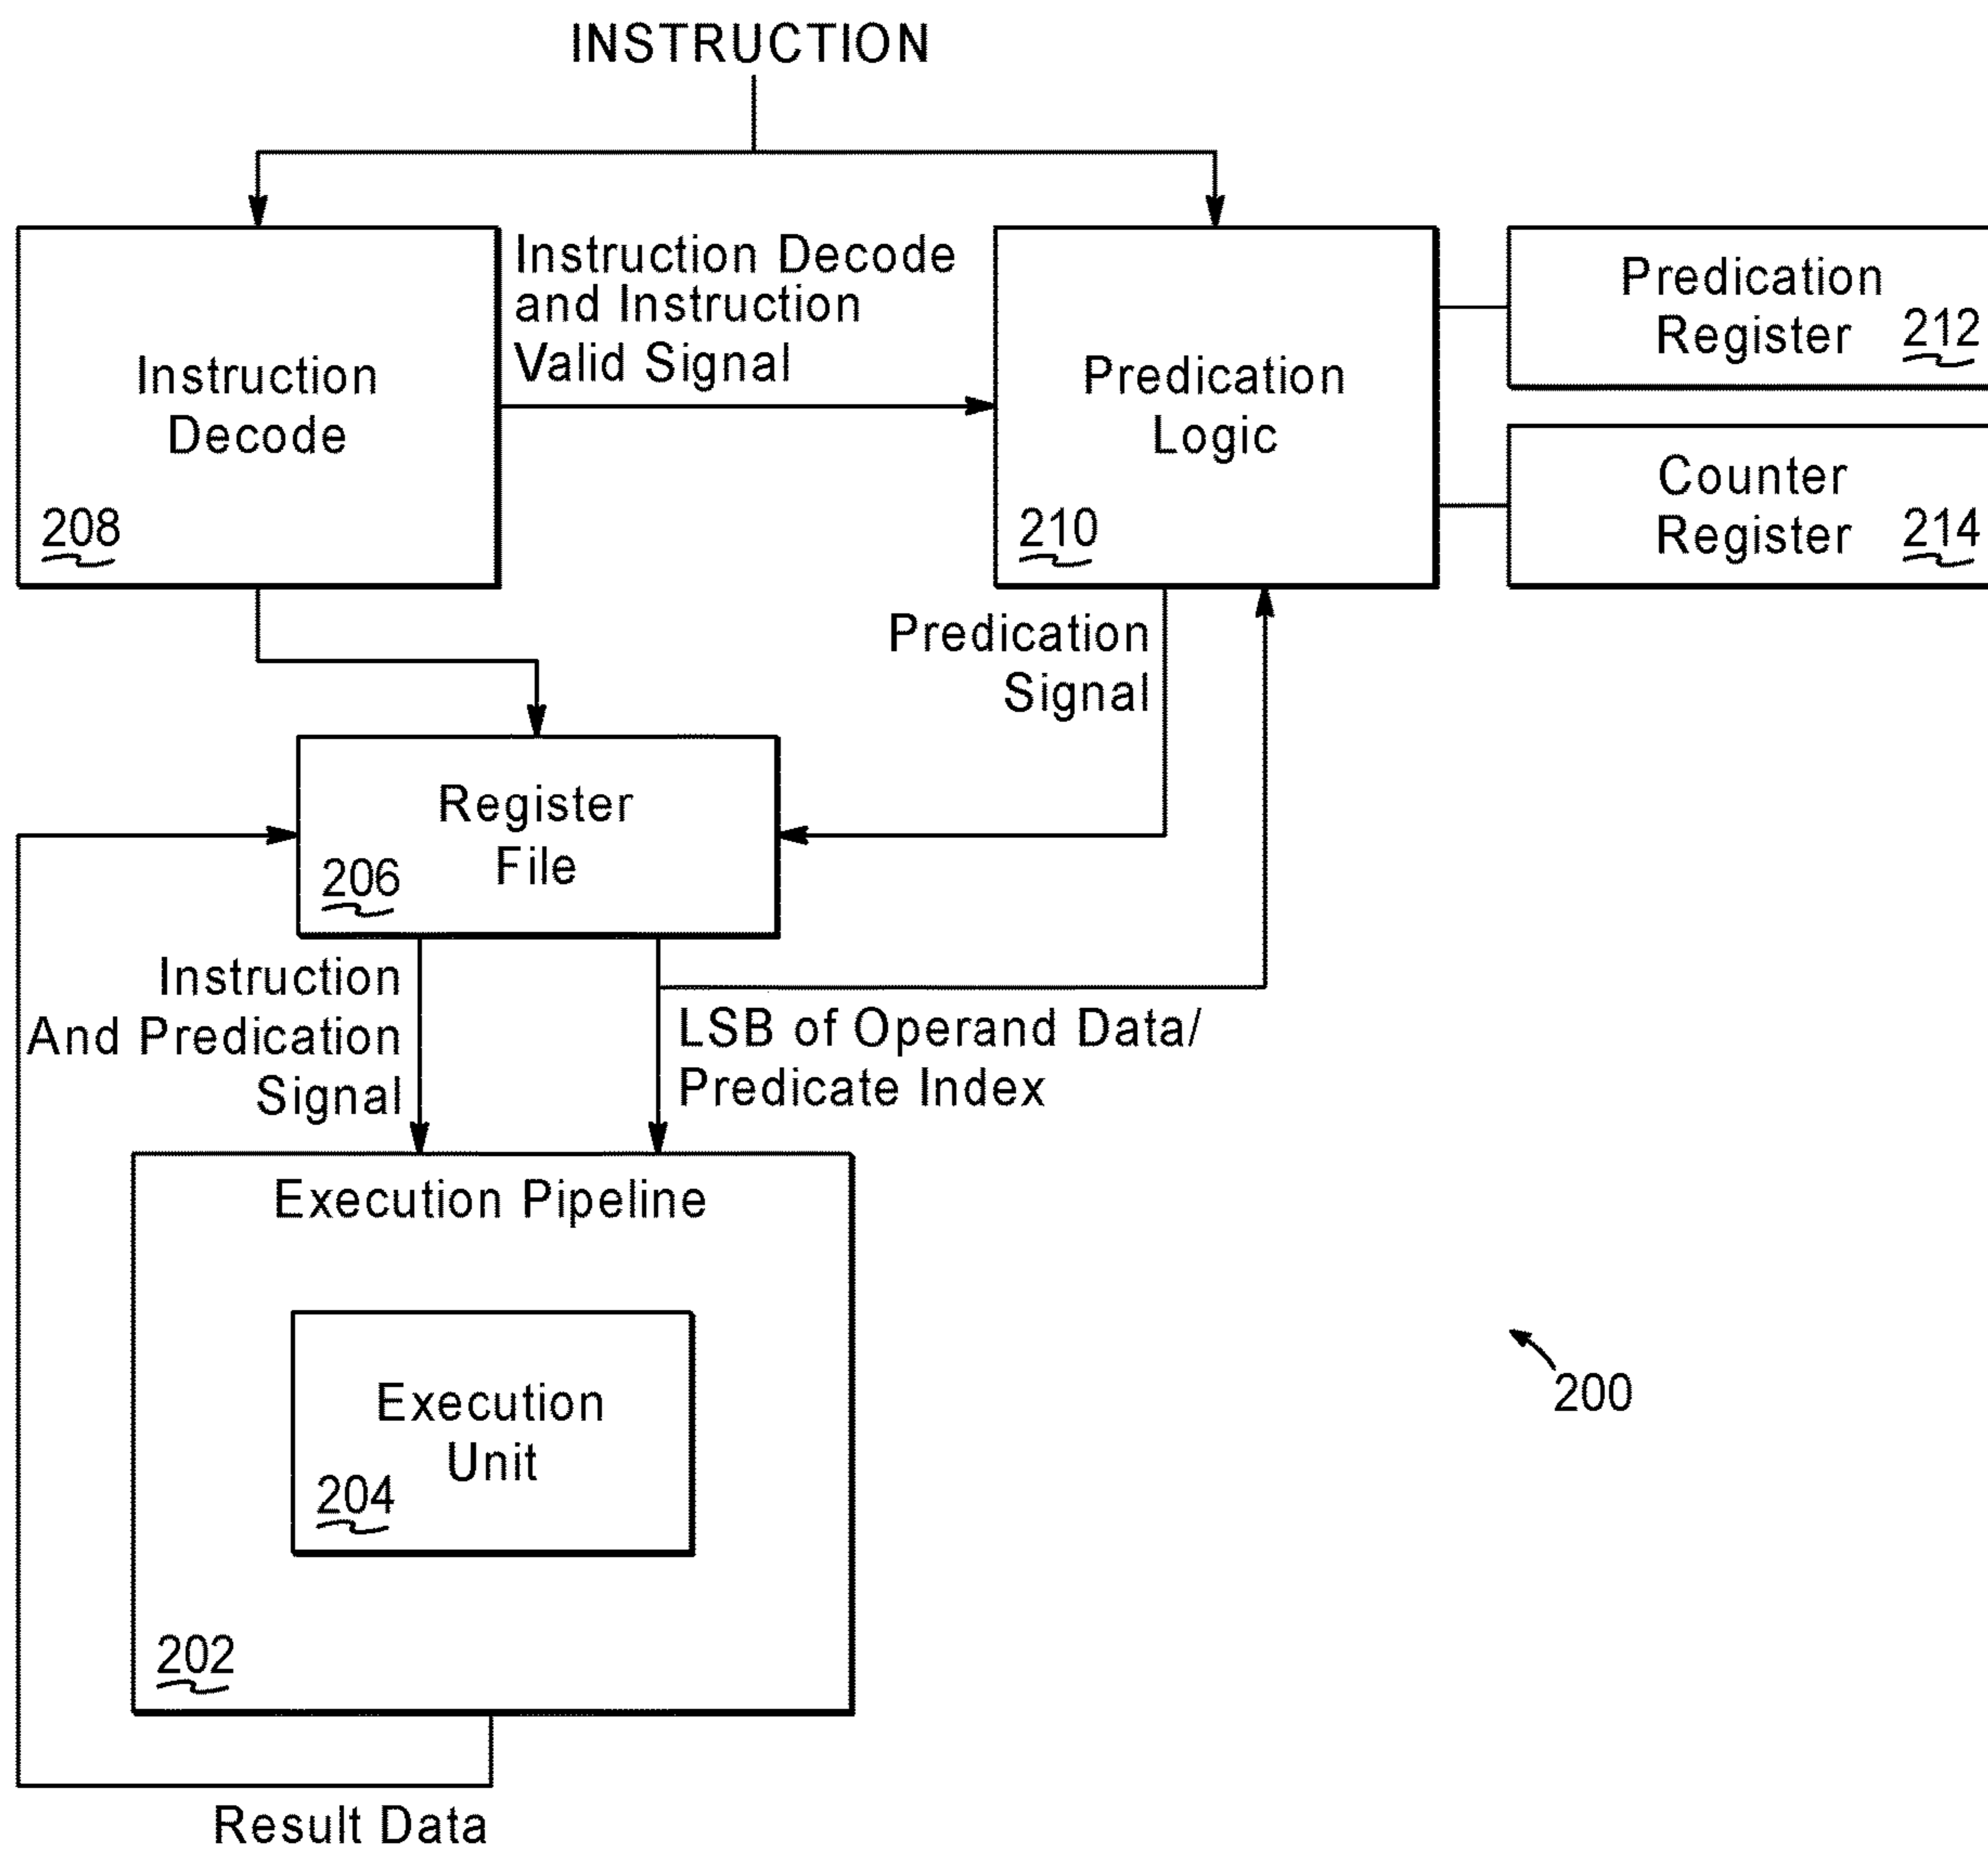 INSTRUCTION
Instruction
Decode
208
Instruction Decode
and Instruction
Valid Signal
Predication
Logic
210
Predication
Register 212
Counter
Register 214
Predication
Signal
Register
File
206
Instruction
And Predication
Signal
LSB of Operand Data/
Predicate Index
Execution Pipeline
Execution
Unit
204
202
200
Result Data